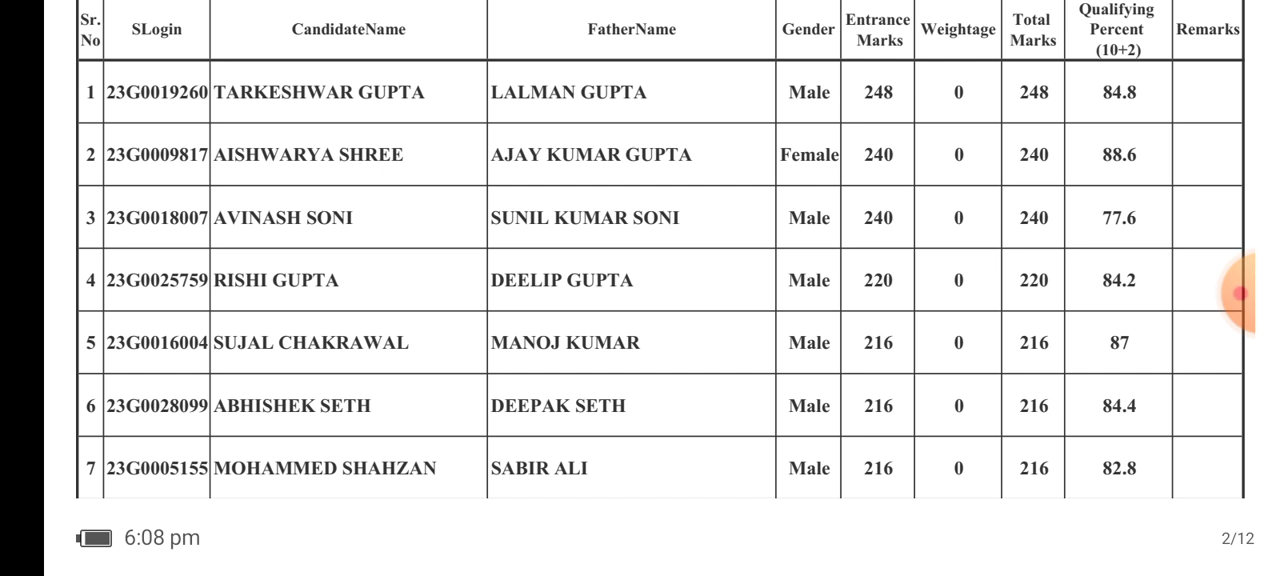 Sr. No SLogin CandidateName FatherName Gender Entrance Marks Weightage Total Marks Qualifying Percent (10+2) Remarks
1 23G0019260 TARKESHWAR GUPTA LALMAN GUPTA Male 248 0 248 84.8
2 23G0009817 AISHWARYA SHREE AJAY KUMAR GUPTA Female 240 0 240 88.6
3 23G0018007 AVINASH SONI SUNIL KUMAR SONI Male 240 0 240 77.6
4 23G0025759 RISHI GUPTA DEELIP GUPTA Male 220 0 220 84.2
5 23G0016004 SUJAL CHAKRAWAL MANOJ KUMAR Male 216 0 216 87
6 23G0028099 ABHISHEK SETH DEEPAK SETH Male 216 0 216 84.4
7 23G0005155 MOHAMMED SHAHZAN SABIR ALI Male 216 0 216 82.8
6:08 pm 2/12